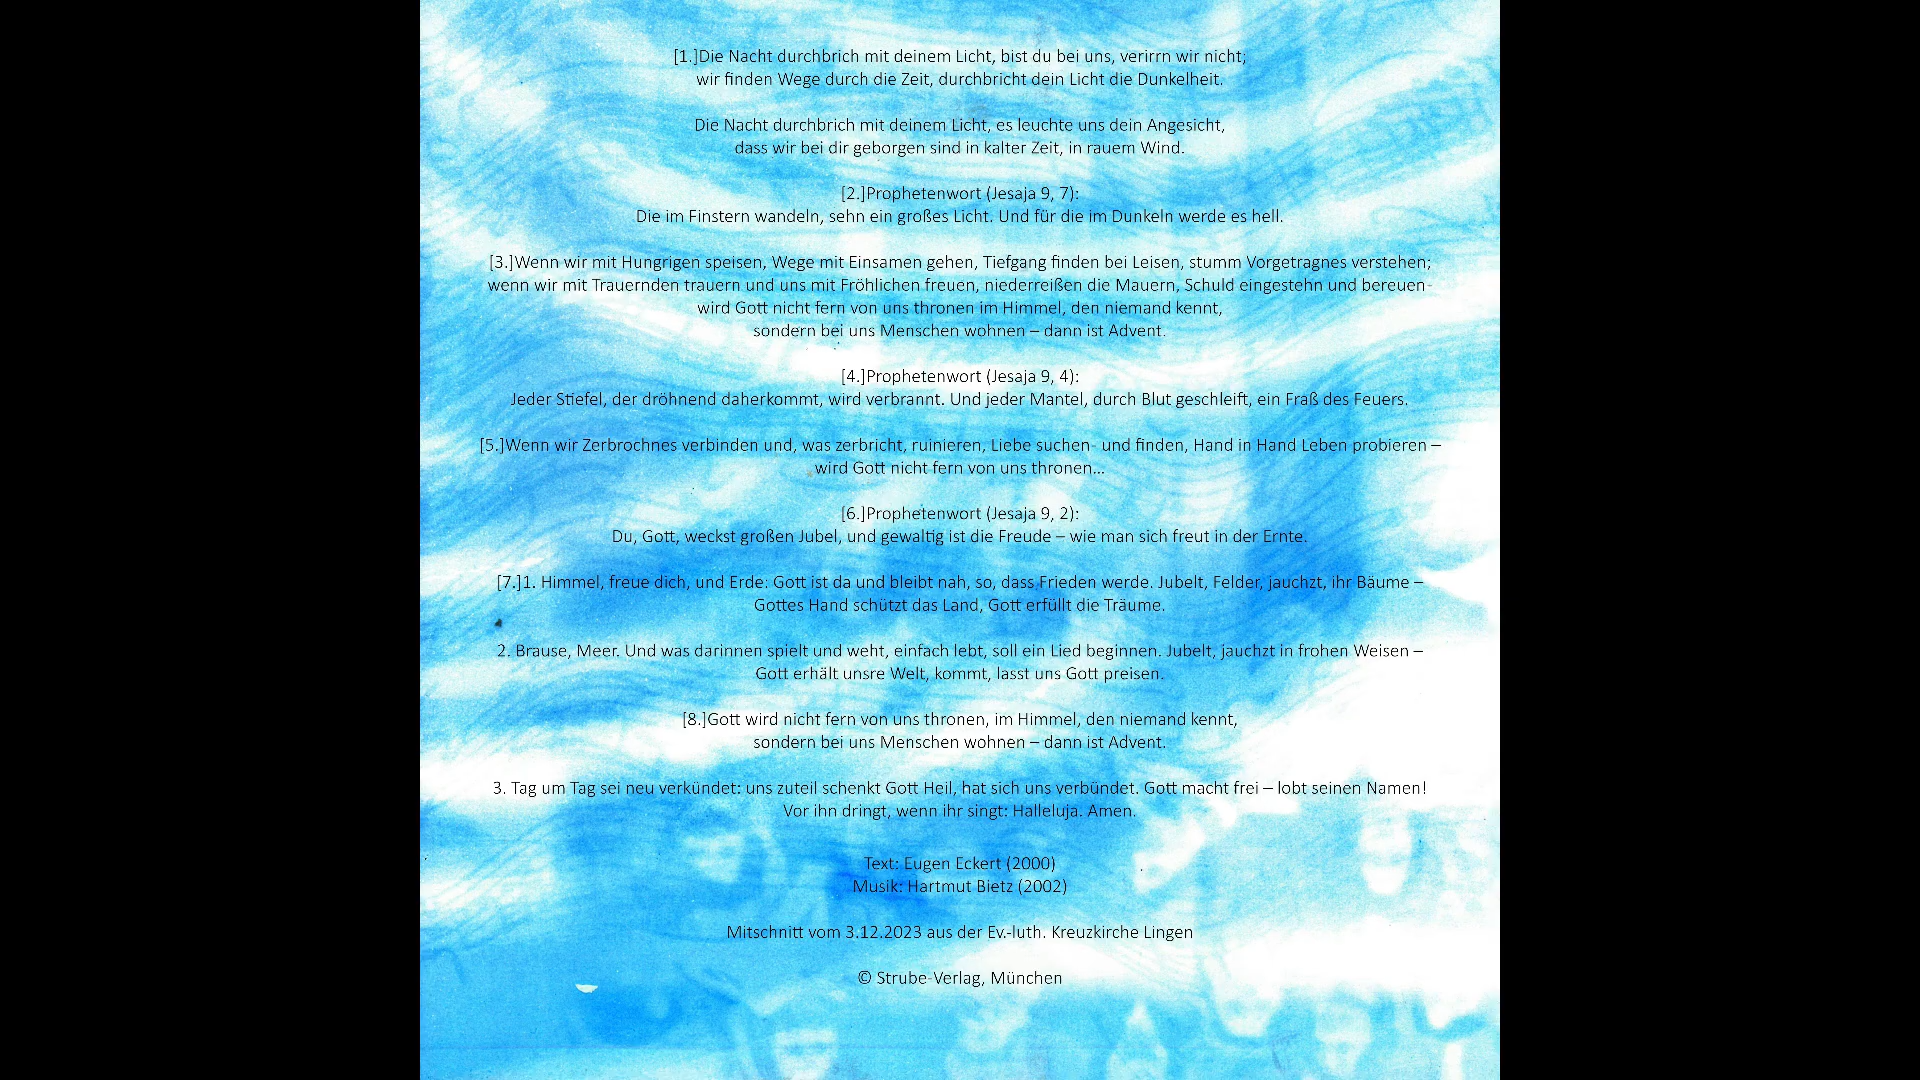 [1.]Die Nacht durchbrich mit deinem Licht, bist du bei uns, verirrn wir nicht;
wir finden Wege durch die Zeit, durchbricht dein Licht die Dunkelheit.
Die Nacht durchbrich mit deinem Licht, es leuchte uns dein Angesicht,
dass wir bei dir geborgen sind in kalter Zeit, in rauem Wind.
[2.]Prophetenwort (Jesaja 9, 7):
Die im Finstern wandeln, sehn ein großes Licht. Und für die im Dunkeln werde es hell.
[3.]Wenn wir mit Hungrigen speisen, Wege mit Einsamen gehen, Tiefgang finden bei Leisen, stumm Vorgetragnes verstehen;
wenn wir mit Trauernden trauern und uns mit Fröhlichen freuen, niederreißen die Mauern, Schuld eingestehn und bereuen-
wird Gott nicht fern von uns thronen im Himmel, den niemand kennt,
sondern bei uns Menschen wohnen – dann ist Advent.
[4.]Prophetenwort (Jesaja 9, 4):
Jeder Stiefel, der dröhnend daherkommt, wird verbrannt. Und jeder Mantel, durch Blut geschleift, ein Fraß des Feuers.
[5.]Wenn wir Zerbrochnes verbinden und, was zerbricht, ruinieren, Liebe suchen- und finden, Hand in Hand Leben probieren –
wird Gott nicht fern von uns thronen...
[6.]Prophetenwort (Jesaja 9, 2):
Du, Gott, weckst großen Jubel, und gewaltig ist die Freude – wie man sich freut in der Ernte.
[7.]1. Himmel, freue dich, und Erde: Gott ist da und bleibt nah, so, dass Frieden werde. Jubelt, Felder, jauchzt, ihr Bäume –
Gottes Hand schützt das Land, Gott erfüllt die Träume.
2. Brause, Meer. Und was darinnen spielt und weht, einfach lebt, soll ein Lied beginnen. Jubelt, jauchzt in frohen Weisen –
Gott erhält unsre Welt, kommt, lasst uns Gott preisen.
[8.]Gott wird nicht fern von uns thronen, im Himmel, den niemand kennt,
sondern bei uns Menschen wohnen – dann ist Advent.
3. Tag um Tag sei neu verkündet: uns zuteil schenkt Gott Heil, hat sich uns verbündet. Gott macht frei – lobt seinen Namen!
Vor ihn dringt, wenn ihr singt: Halleluja. Amen.
Text: Eugen Eckert (2000)
Musik: Hartmut Bietz (2002)
Mitschnitt vom 3.12.2023 aus der Ev.-luth. Kreuzkirche Lingen
© Strube-Verlag, München